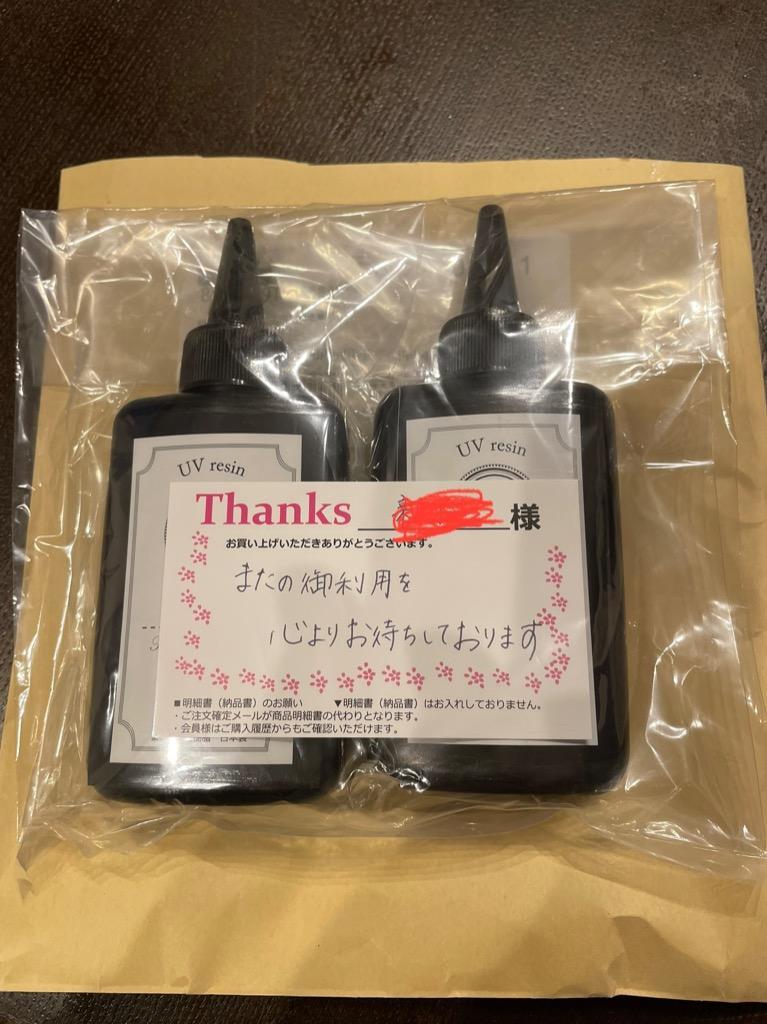 UV resin
UV resin
Thanks 様
お買い上げいただきありがとうございます。
またの御利用を
心よりお待ちしております
■明細書（納品書）のお願い ▼明細書（納品書）はお入れしておりません。
・ご注文確定メールが商品明細書の代わりとなります。
・会員様はご購入履歴からもご確認いただけます。
日本製